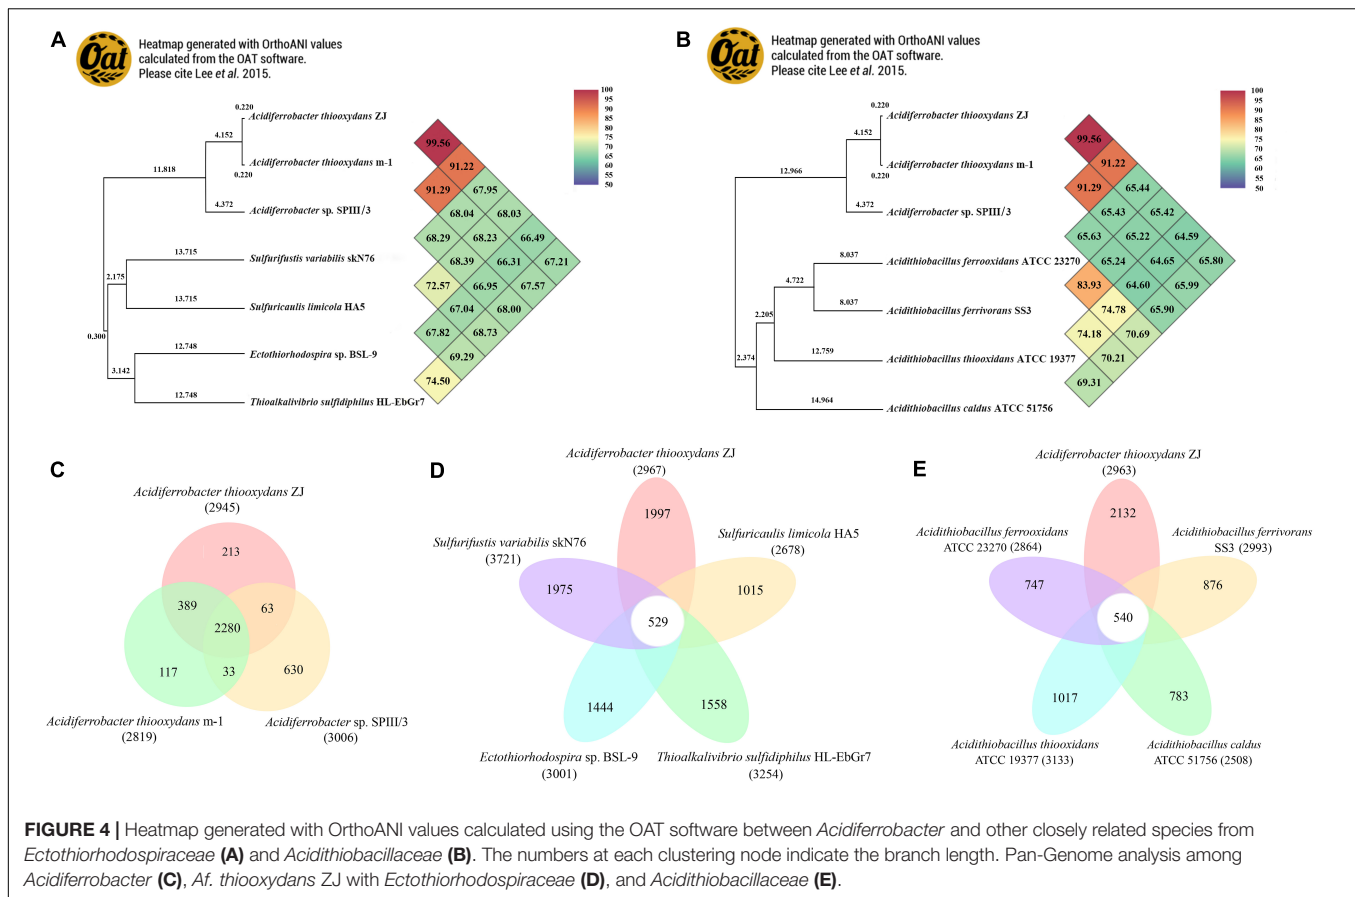 A
Oat
Heatmap generated with OrthoANI values
calculated from the OAT software.
Please cite Lee et al. 2015.
0.220
Acidiferrobacter thiooxydans ZJ
4.152
Acidiferrobacter thiooxydans m-1
0.220
11.818
4.372
Acidiferrobacter sp. SPIII/3
13.715
Sulfurifustis variabilis skN76
2.175
13.715
Sulfuricaulis limicola HA5
0.300
12.748
Ectothiorhodospira sp. BSL-9
3.142
12.748
Thioalkalivibrio sulfidiphilus HL-EbGr7
99.56
91.22
91.29
67.95
68.04
68.03
68.29
68.23
66.49
68.39
66.31
67.21
72.57
66.95
67.57
67.04
68.00
67.82
68.73
69.29
74.50
100
95
90
85
80
75
70
65
60
55
50
B
Oat
Heatmap generated with OrthoANI values
calculated from the OAT software.
Please cite Lee et al. 2015.
0.220
Acidiferrobacter thiooxydans ZJ
4.152
Acidiferrobacter thiooxydans m-1
0.220
12.966
4.372
Acidiferrobacter sp. SPIII/3
8.037
Acidithiobacillus ferrooxidans ATCC 23270
4.722
8.037
Acidithiobacillus ferrivorans SS3
2.205
12.759
Acidithiobacillus thiooxidans ATCC 19377
2.374
14.964
Acidithiobacillus caldus ATCC 51756
99.56
91.22
91.29
65.44
65.43
65.42
65.63
65.22
64.59
65.24
64.65
65.80
83.93
64.60
65.99
74.78
65.90
74.18
70.69
70.21
69.31
100
95
90
85
80
75
70
65
60
55
50
C
Acidiferrobacter thiooxydans ZJ
(2945)
213
389
63
2280
117
33
630
Acidiferrobacter thiooxydans m-1
(2819)
Acidiferrobacter sp. SPIII/3
(3006)
D
Acidiferrobacter thiooxydans ZJ
(2967)
1997
Sulfurifustis variabilis skN76
(3721)
Sulfuricaulis limicola HA5
(2678)
1975
1015
529
1444
1558
Ectothiorhodospira sp. BSL-9
(3001)
Thioalkalivibrio sulfidiphilus HL-EbGr7
(3254)
E
Acidiferrobacter thiooxydans ZJ
(2963)
2132
Acidithiobacillus ferrooxidans
ATCC 23270 (2864)
Acidithiobacillus ferrivorans
SS3 (2993)
747
876
540
1017
783
Acidithiobacillus thiooxidans
ATCC 19377 (3133)
Acidithiobacillus caldus
ATCC 51756 (2508)
FIGURE 4 | Heatmap generated with OrthoANI values calculated using the OAT software between Acidiferrobacter and other closely related species from
Ectothiorhodospiraceae (A) and Acidithiobacillaceae (B). The numbers at each clustering node indicate the branch length. Pan-Genome analysis among
Acidiferrobacter (C), Af. thiooxydans ZJ with Ectothiorhodospiraceae (D), and Acidithiobacillaceae (E).